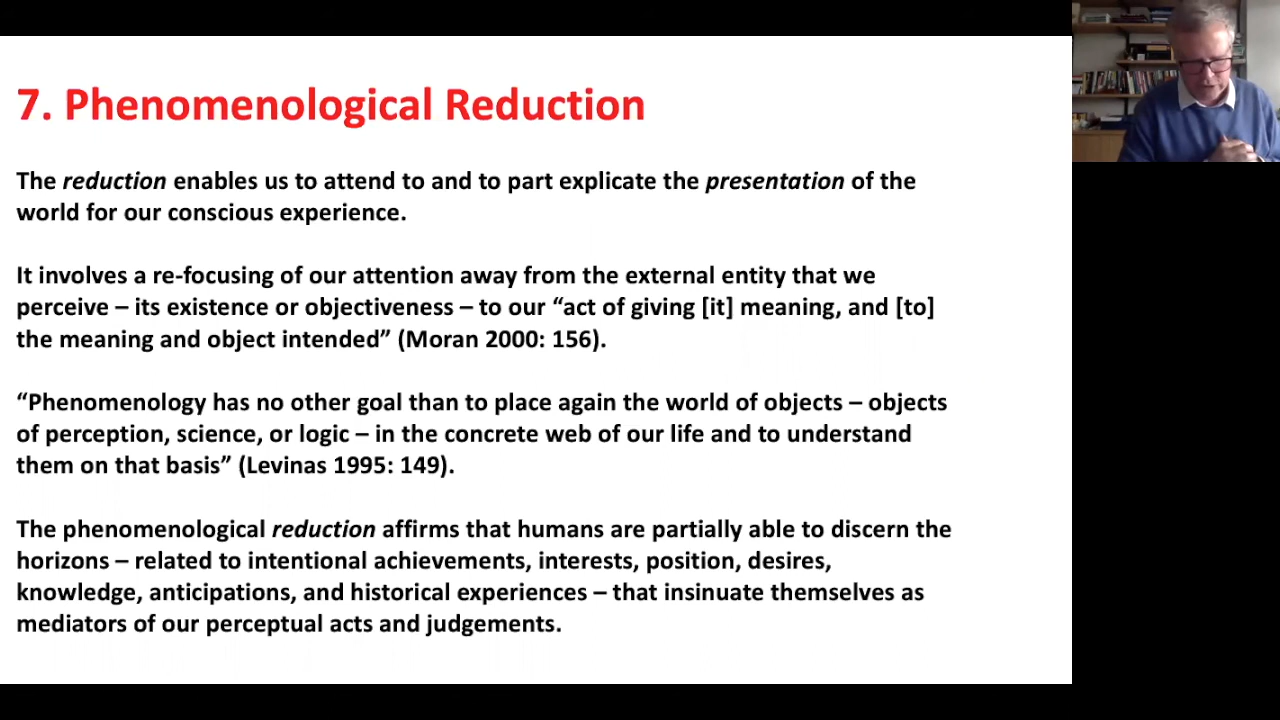 7. Phenomenological Reduction
The reduction enables us to attend to and to part explicate the presentation of the
world for our conscious experience.
It involves a re-focusing of our attention away from the external entity that we
perceive – its existence or objectiveness – to our “act of giving [it] meaning, and [to]
the meaning and object intended” (Moran 2000: 156).
“Phenomenology has no other goal than to place again the world of objects – objects
of perception, science, or logic – in the concrete web of our life and to understand
them on that basis” (Levinas 1995: 149).
The phenomenological reduction affirms that humans are partially able to discern the
horizons – related to intentional achievements, interests, position, desires,
knowledge, anticipations, and historical experiences – that insinuate themselves as
mediators of our perceptual acts and judgements.